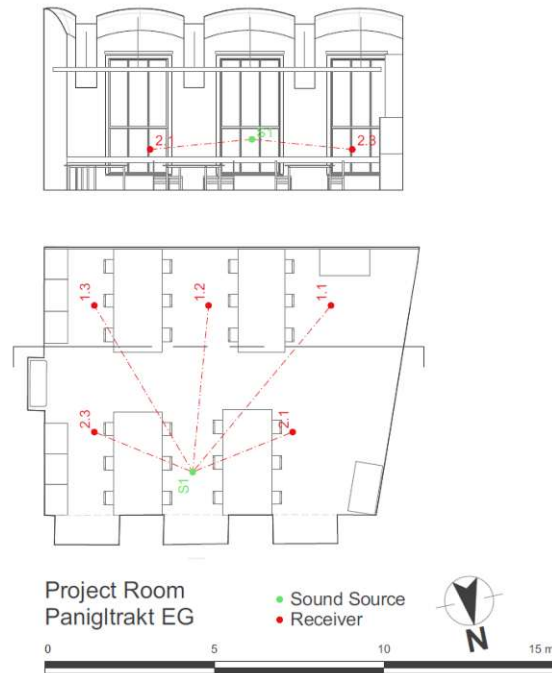 2.1
S1
2.3
1.3
1.2
1.1
2.3
2.1
S1
Project Room
Panigltrakt EG
Sound Source
Receiver
N
0 5 10 15 m